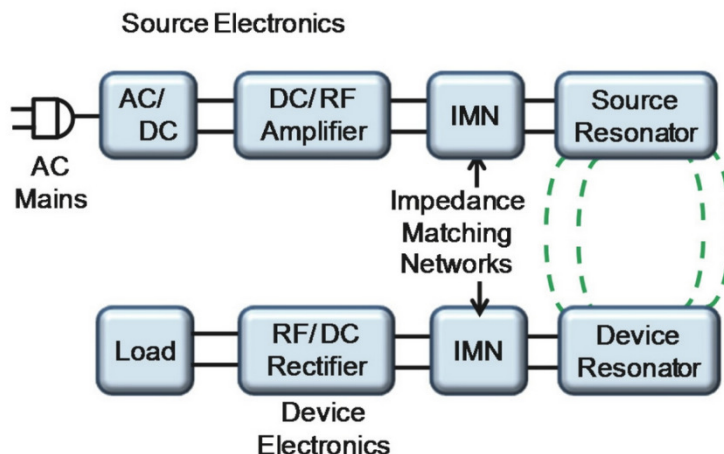 Source Electronics
AC/
DC
DC/RF
Amplifier
IMN
Source
Resonator
AC
Mains
Impedance
Matching
Networks
Load
RF/DC
Rectifier
IMN
Device
Resonator
Device
Electronics